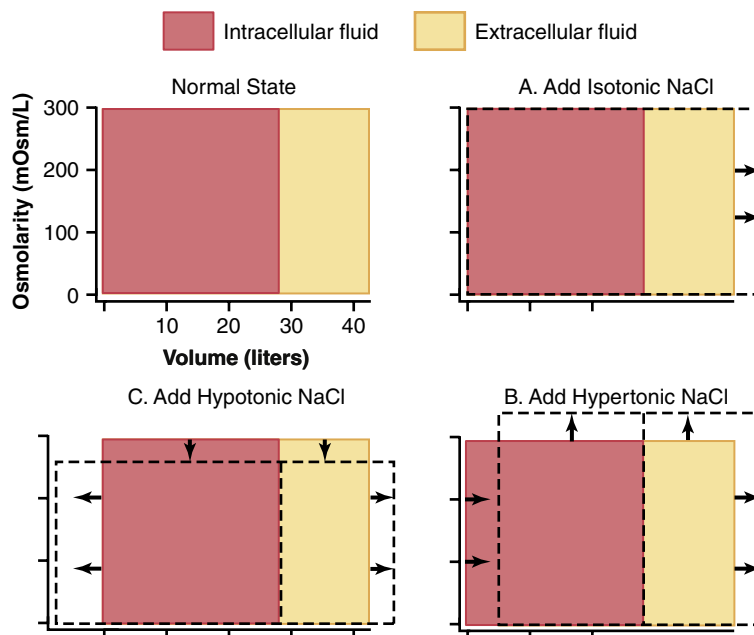 Intracellular fluid
Extracellular fluid
Normal State
A. Add Isotonic NaCl
Osmolarity (mOsm/L)
300
200
100
0
10 20 30 40
Volume (liters)
C. Add Hypotonic NaCl
B. Add Hypertonic NaCl